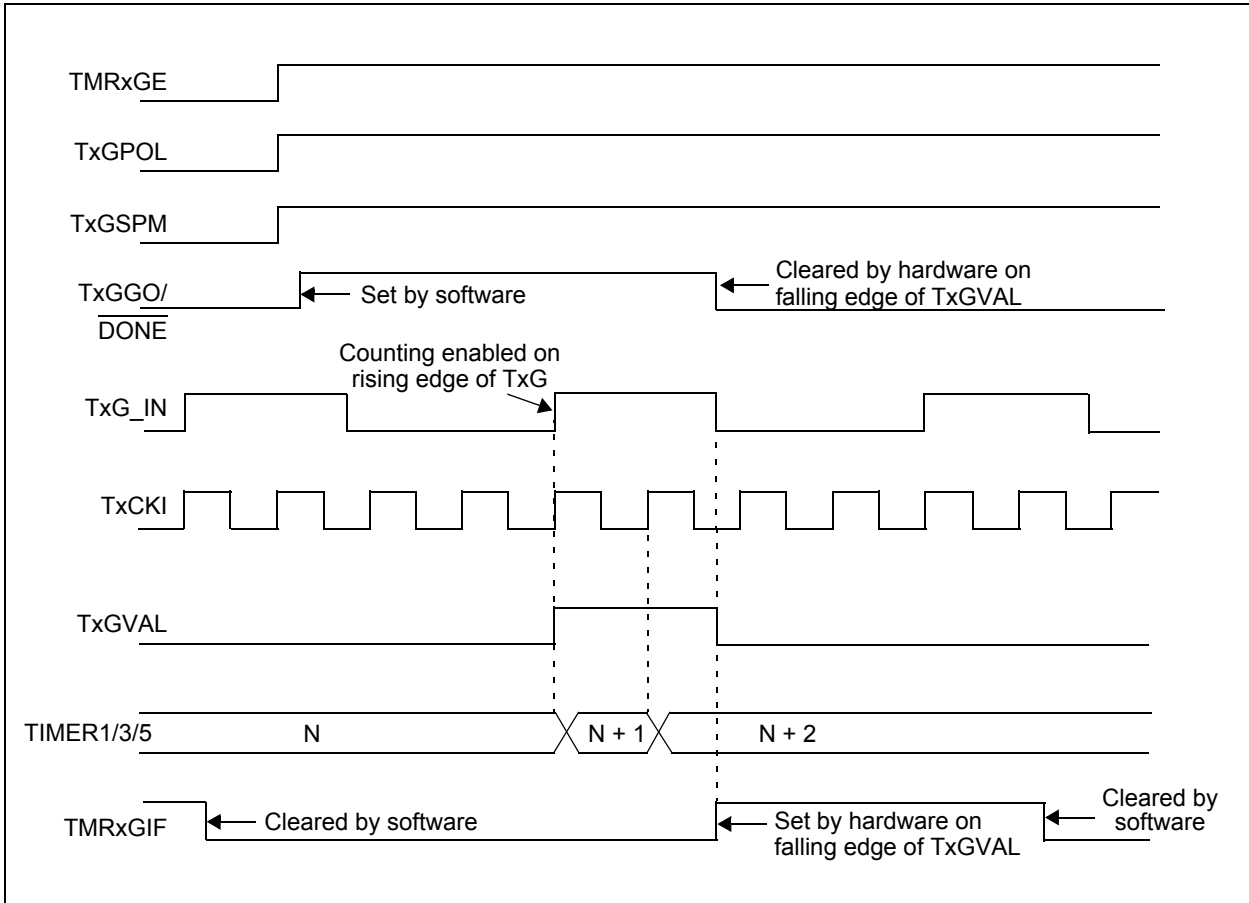 TMRxGE
TxGPOL
TxGSPM
TxGGO/
DONE
Set by software
Cleared by hardware on
falling edge of TxGVAL
Counting enabled on
rising edge of TxG
TxG_IN
TxCKI
TxGVAL
TIMER1/3/5
N
N + 1
N + 2
TMRxGIF
Cleared by software
Set by hardware on
falling edge of TxGVAL
Cleared by
software